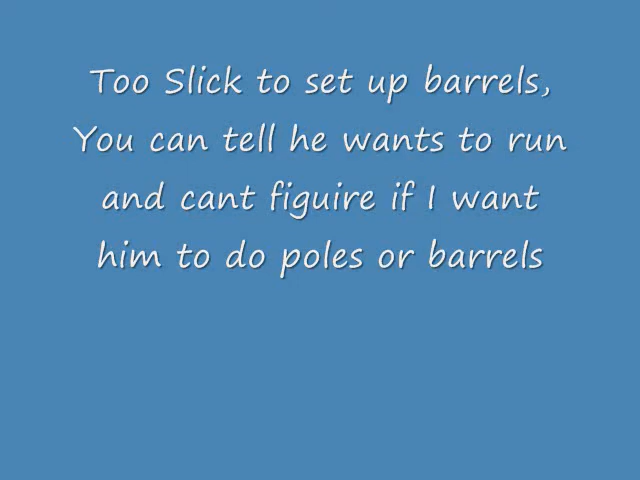 Too Slick to set up barrels,
You can tell he wants to run
and cant figuire if I want
him to do poles or barrels